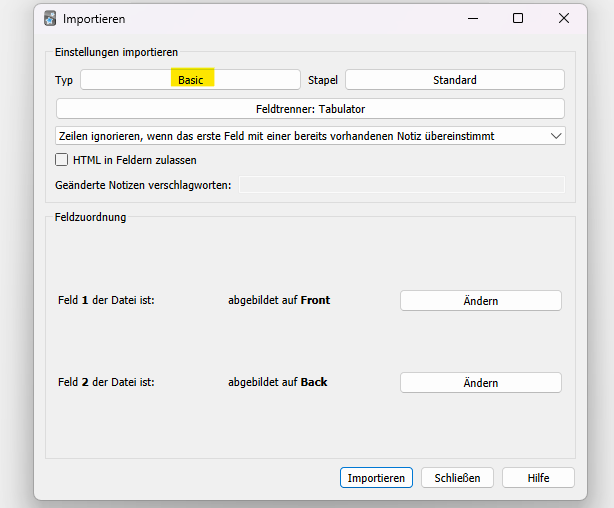 Importieren
Einstellungen importieren
Typ Basic Stapel Standard
Feldtrenner: Tabulator
Zeilen ignorieren, wenn das erste Feld mit einer bereits vorhandenen Notiz übereinstimmt
HTML in Feldern zulassen
Geänderte Notizen verschlagworten:
Feldzuordnung
Feld 1 der Datei ist: abgebildet auf Front Ändern
Feld 2 der Datei ist: abgebildet auf Back Ändern
Importieren Schließen Hilfe